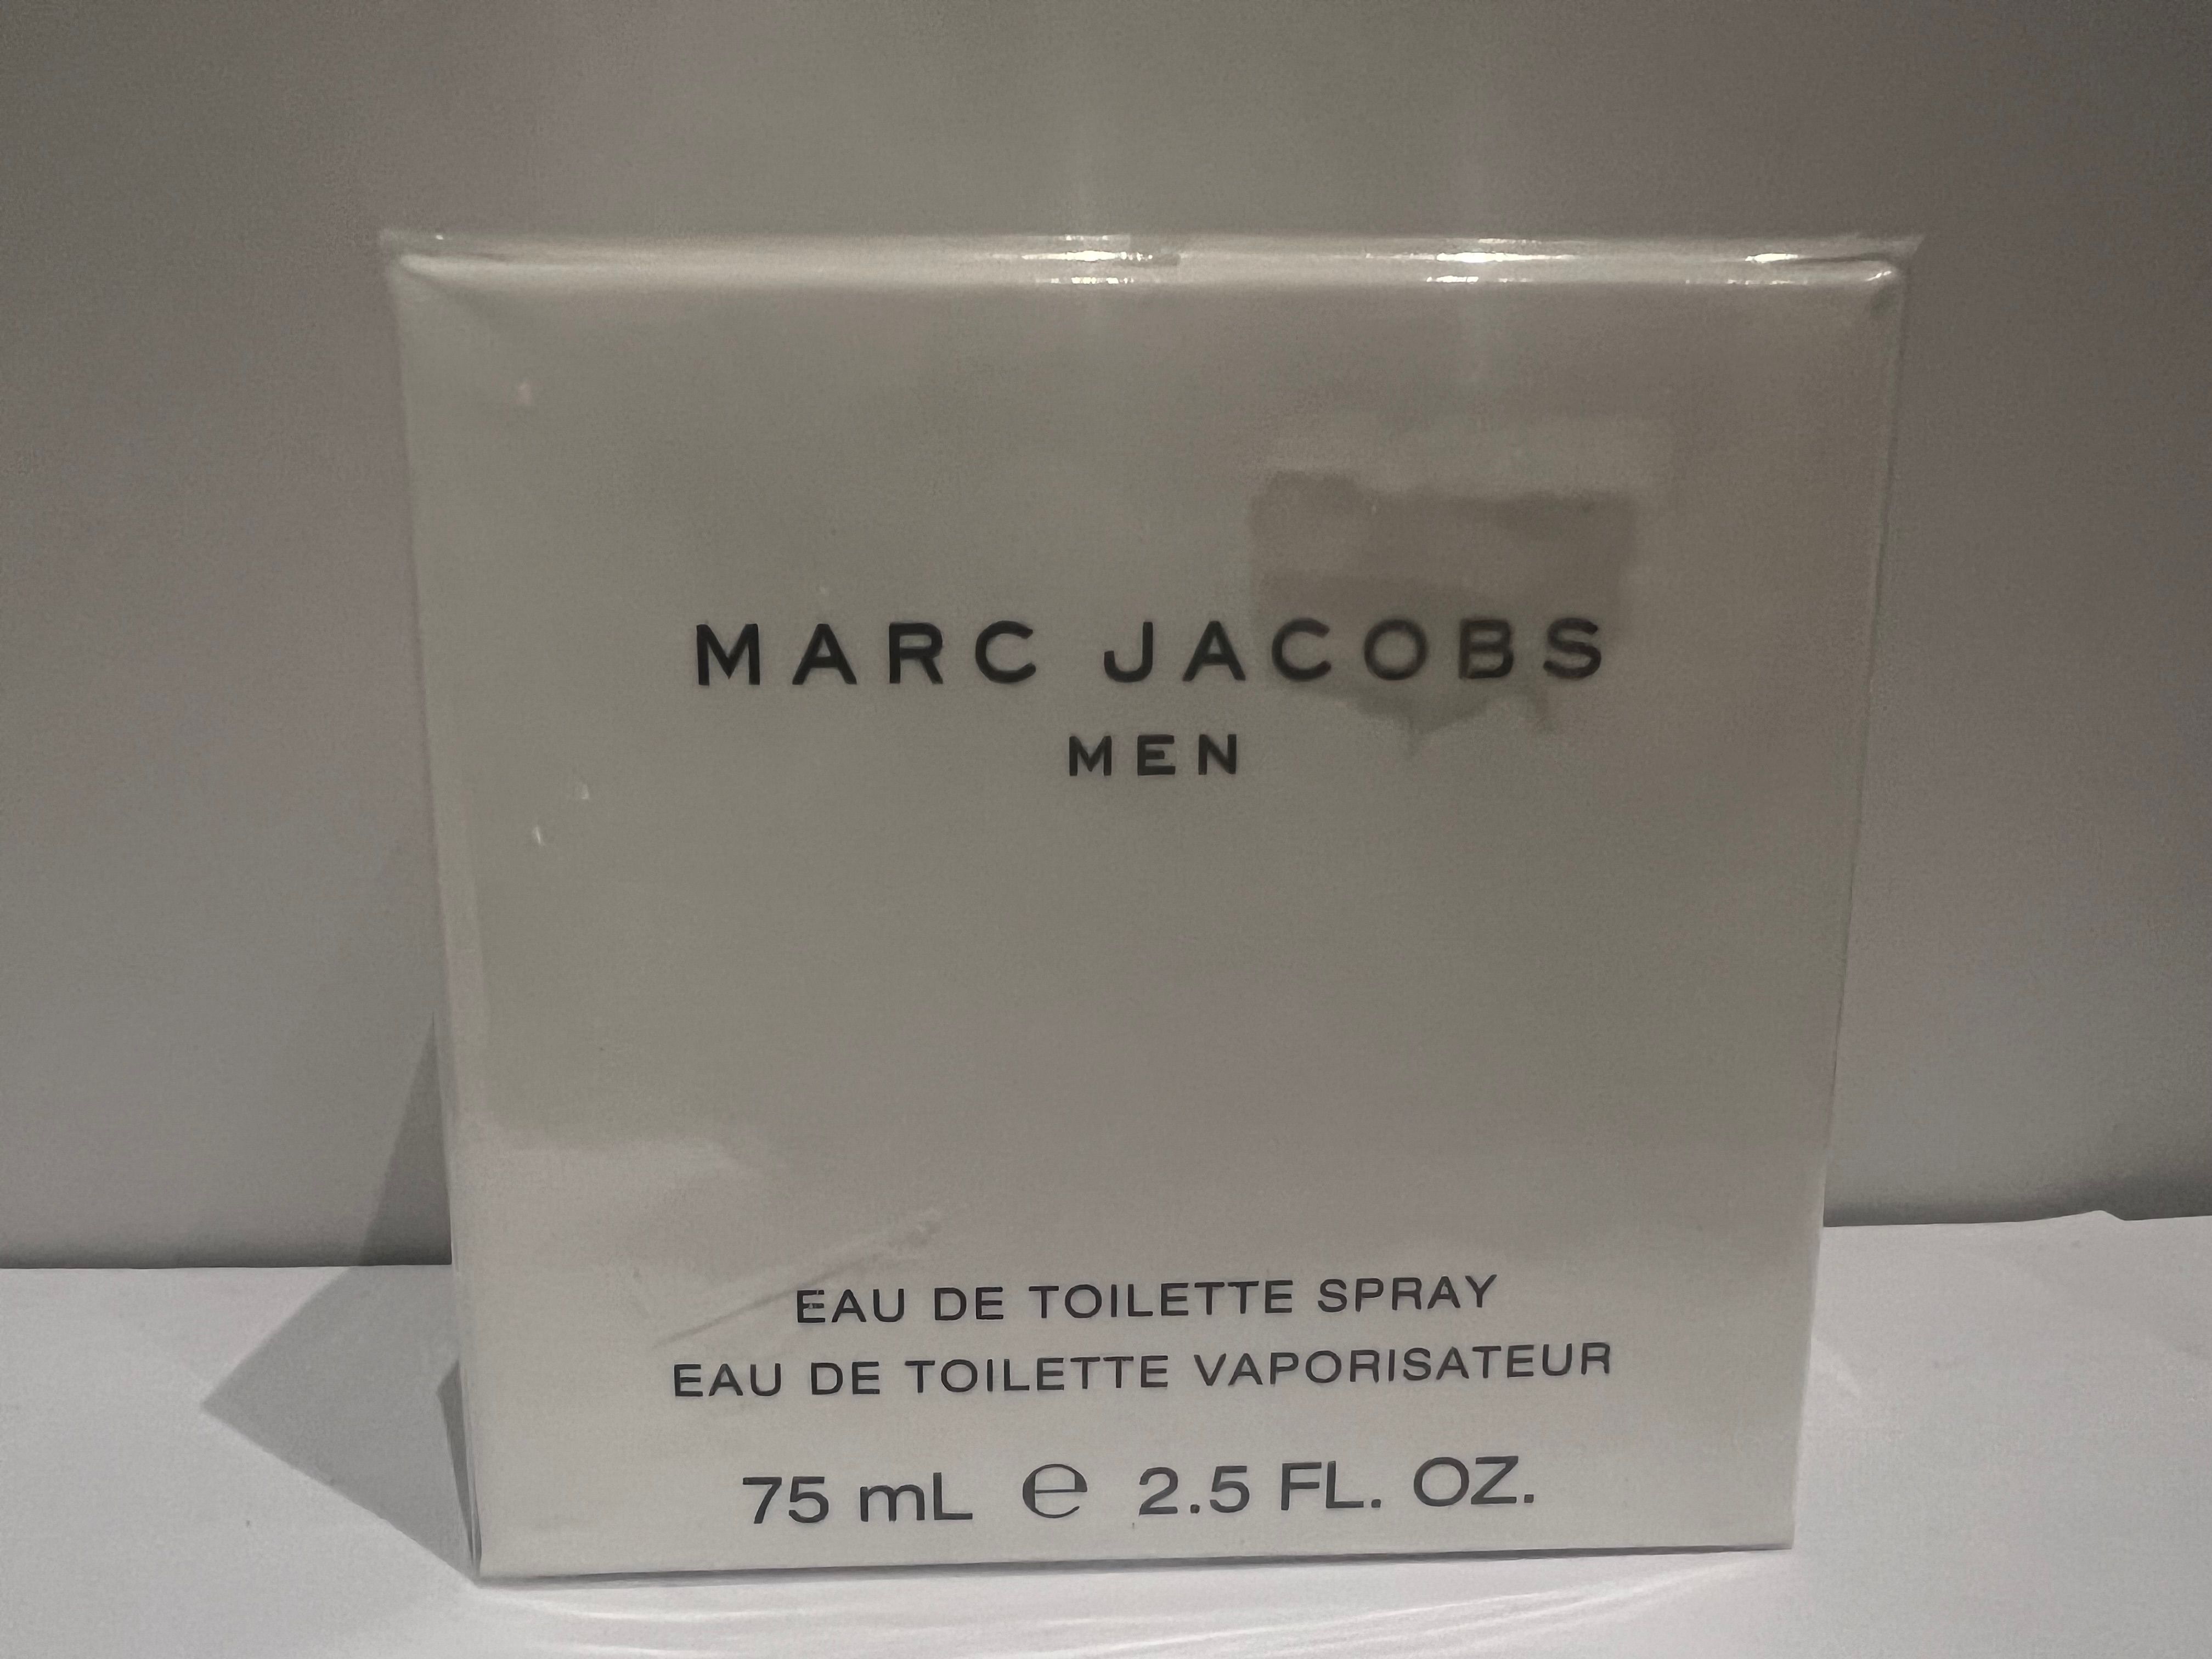 MARC JACOBS
MEN
EAU DE TOILETTE SPRAY
EAU DE TOILETTE VAPORISATEUR
75 mL ℮ 2.5 FL. OZ.